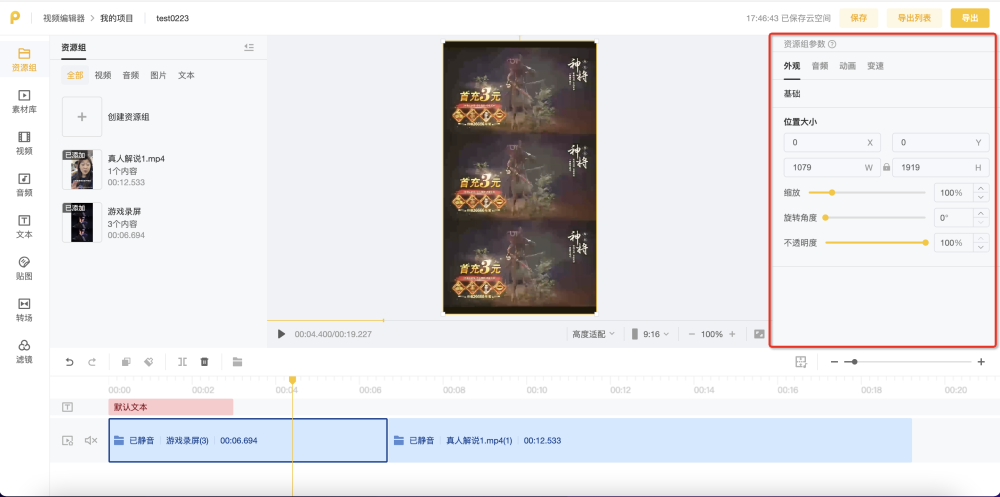 视频编辑器 > 我的项目 test0223
17:46:43 已保存云空间 保存 导出列表 导出
资源组
素材库
视频
音频
文本
贴图
转场
滤镜
资源组
全部 视频 音频 图片 文本
创建资源组
已添加
真人解说1.mp4
1个内容
00:12.533
已添加
游戏录屏
3个内容
00:06.694
神将
首充3元
神将
首充3元
神将
首充3元
00:04.400/00:19.227 高度适配 9:16 100%
资源组参数
外观 音频 动画 变速
基础
位置大小
0 X 0 Y
1079 W 1919 H
缩放 100%
旋转角度 0°
不透明度 100%
00:00 00:02 00:04 00:06 00:08 00:10 00:12 00:14 00:16 00:18 00:20
默认文本
已静音 游戏录屏(3) 00:06.694 已静音 真人解说1.mp4(1) 00:12.533